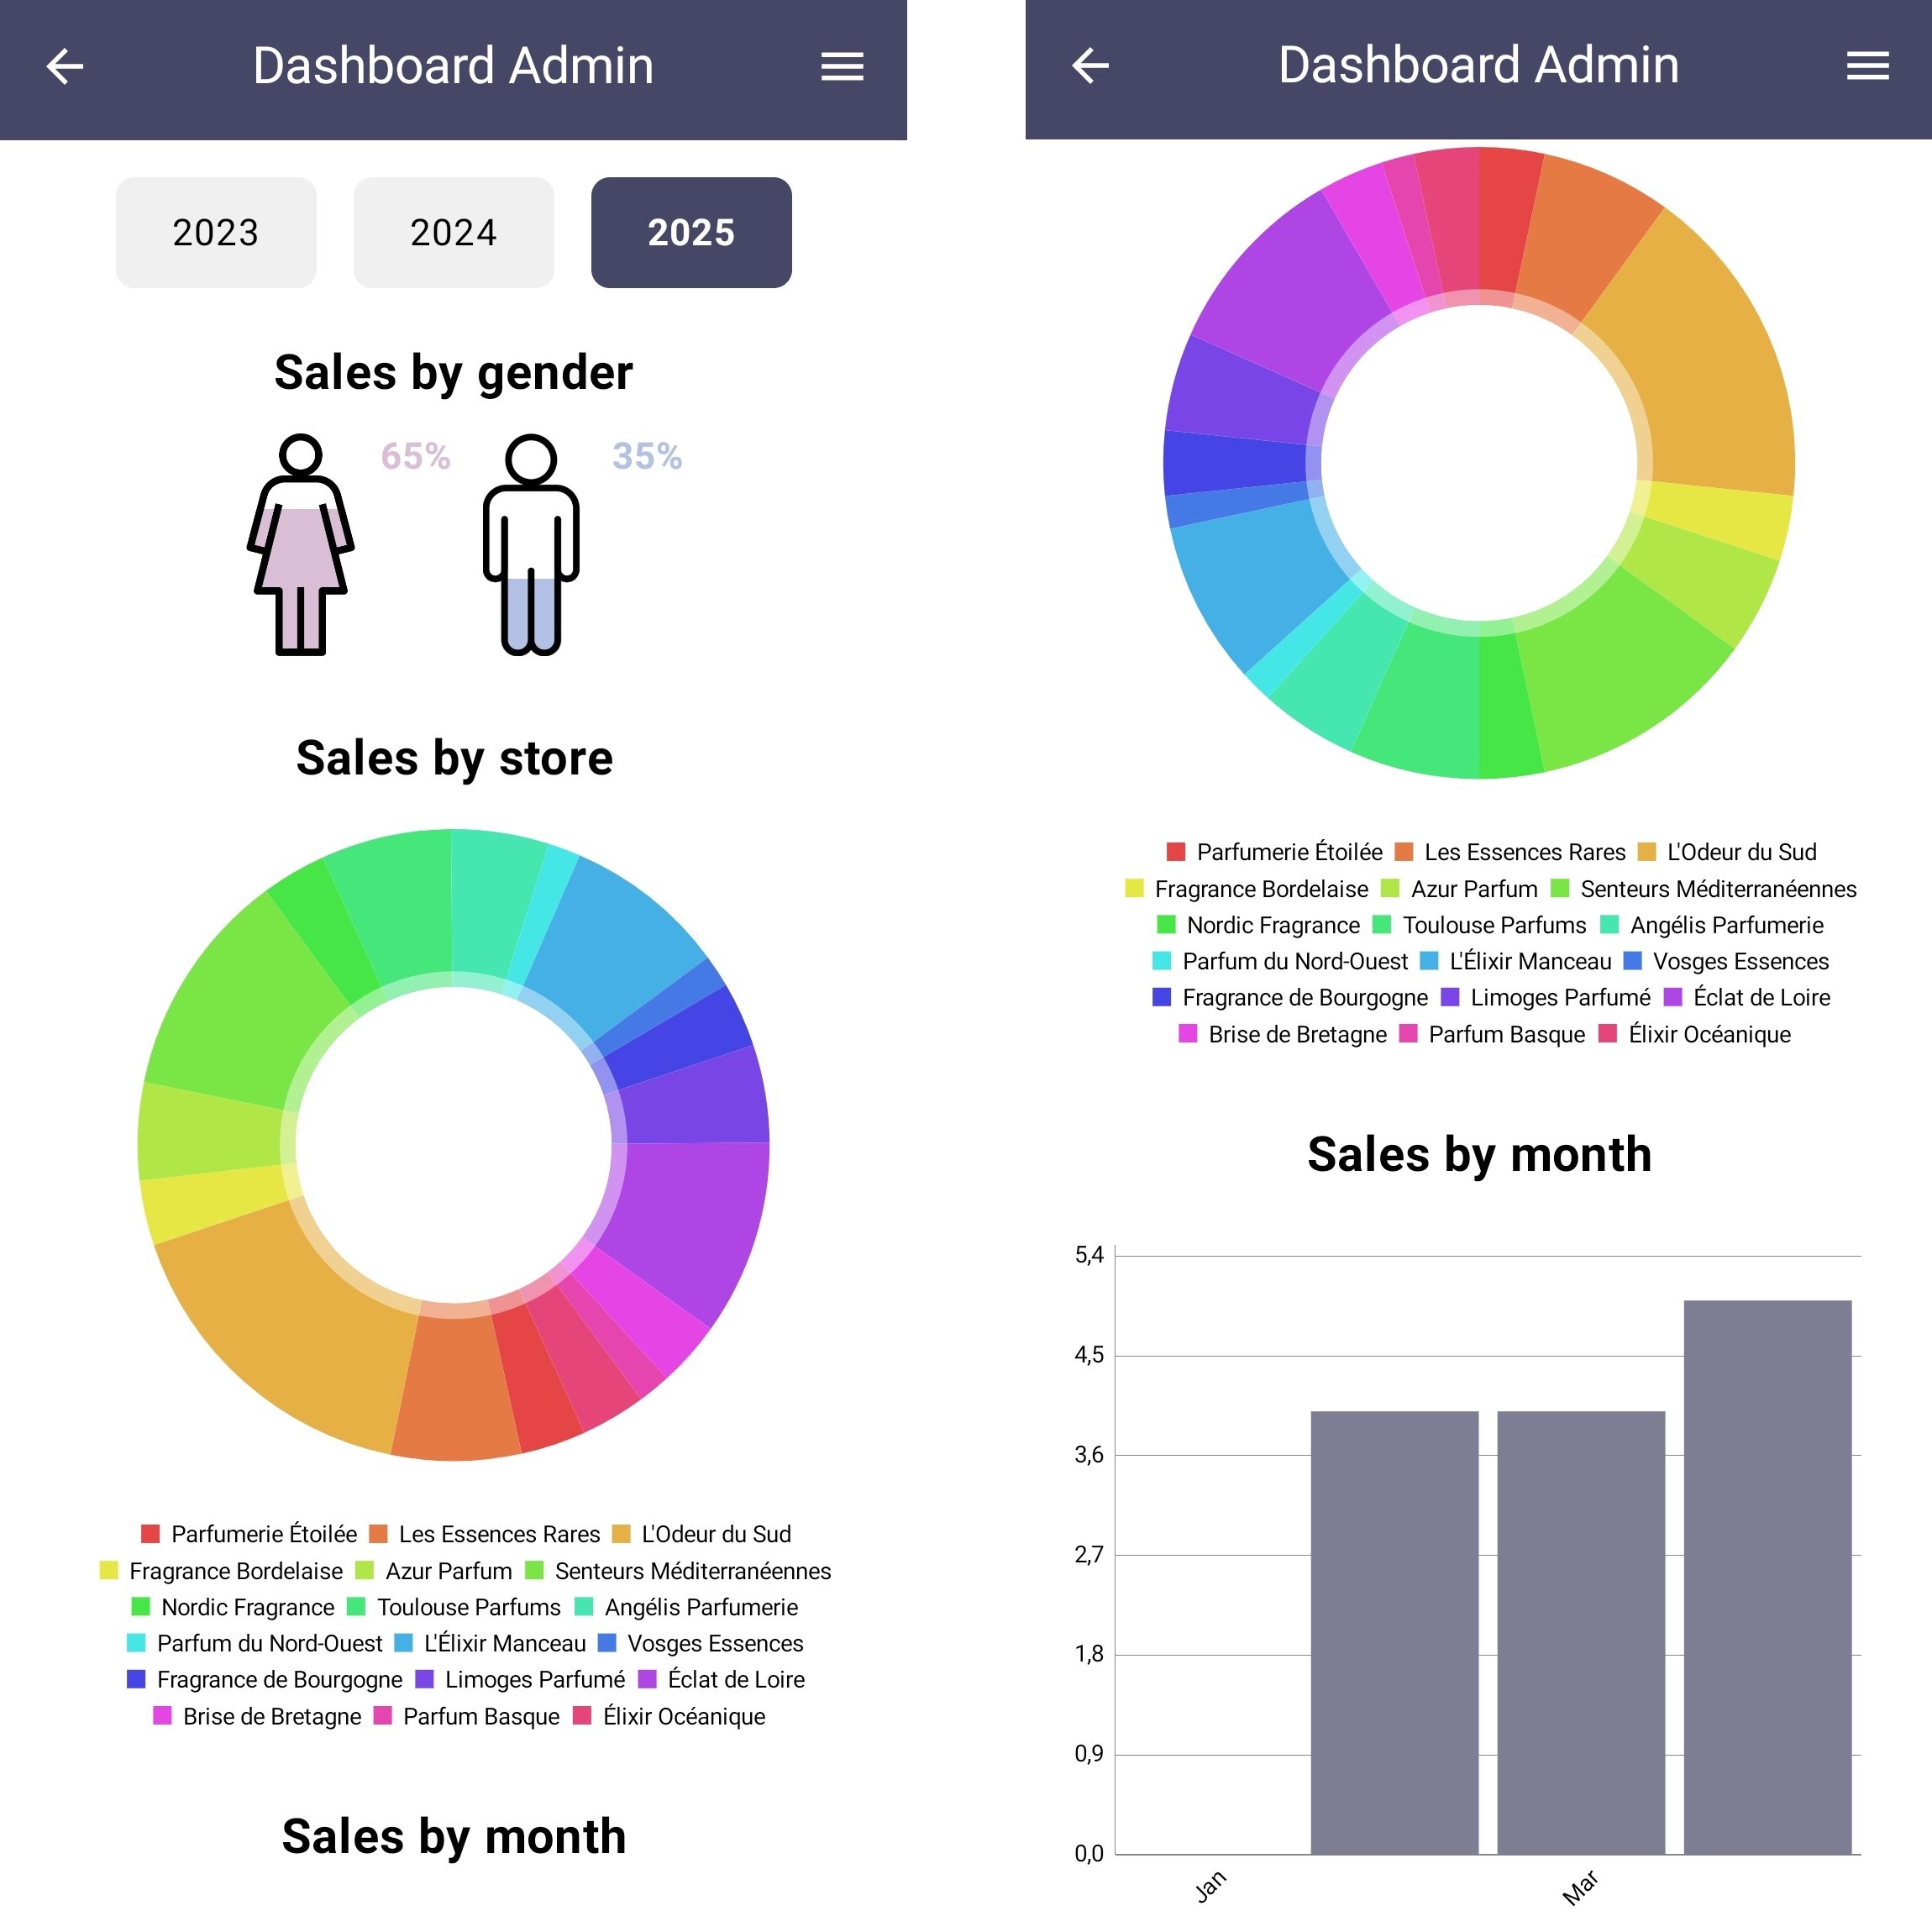 Dashboard Admin
2023 2024 2025
Sales by gender
65% 35%
Sales by store
Parfumerie Étoilée Les Essences Rares L'Odeur du Sud
Fragrance Bordelaise Azur Parfum Senteurs Méditerranéennes
Nordic Fragrance Toulouse Parfums Angélis Parfumerie
Parfum du Nord-Ouest L'Élixir Manceau Vosges Essences
Fragrance de Bourgogne Limoges Parfumé Éclat de Loire
Brise de Bretagne Parfum Basque Élixir Océanique
Sales by month
Dashboard Admin
Parfumerie Étoilée Les Essences Rares L'Odeur du Sud
Fragrance Bordelaise Azur Parfum Senteurs Méditerranéennes
Nordic Fragrance Toulouse Parfums Angélis Parfumerie
Parfum du Nord-Ouest L'Élixir Manceau Vosges Essences
Fragrance de Bourgogne Limoges Parfumé Éclat de Loire
Brise de Bretagne Parfum Basque Élixir Océanique
Sales by month
5,4
4,5
3,6
2,7
1,8
0,9
0,0
Jan Mar